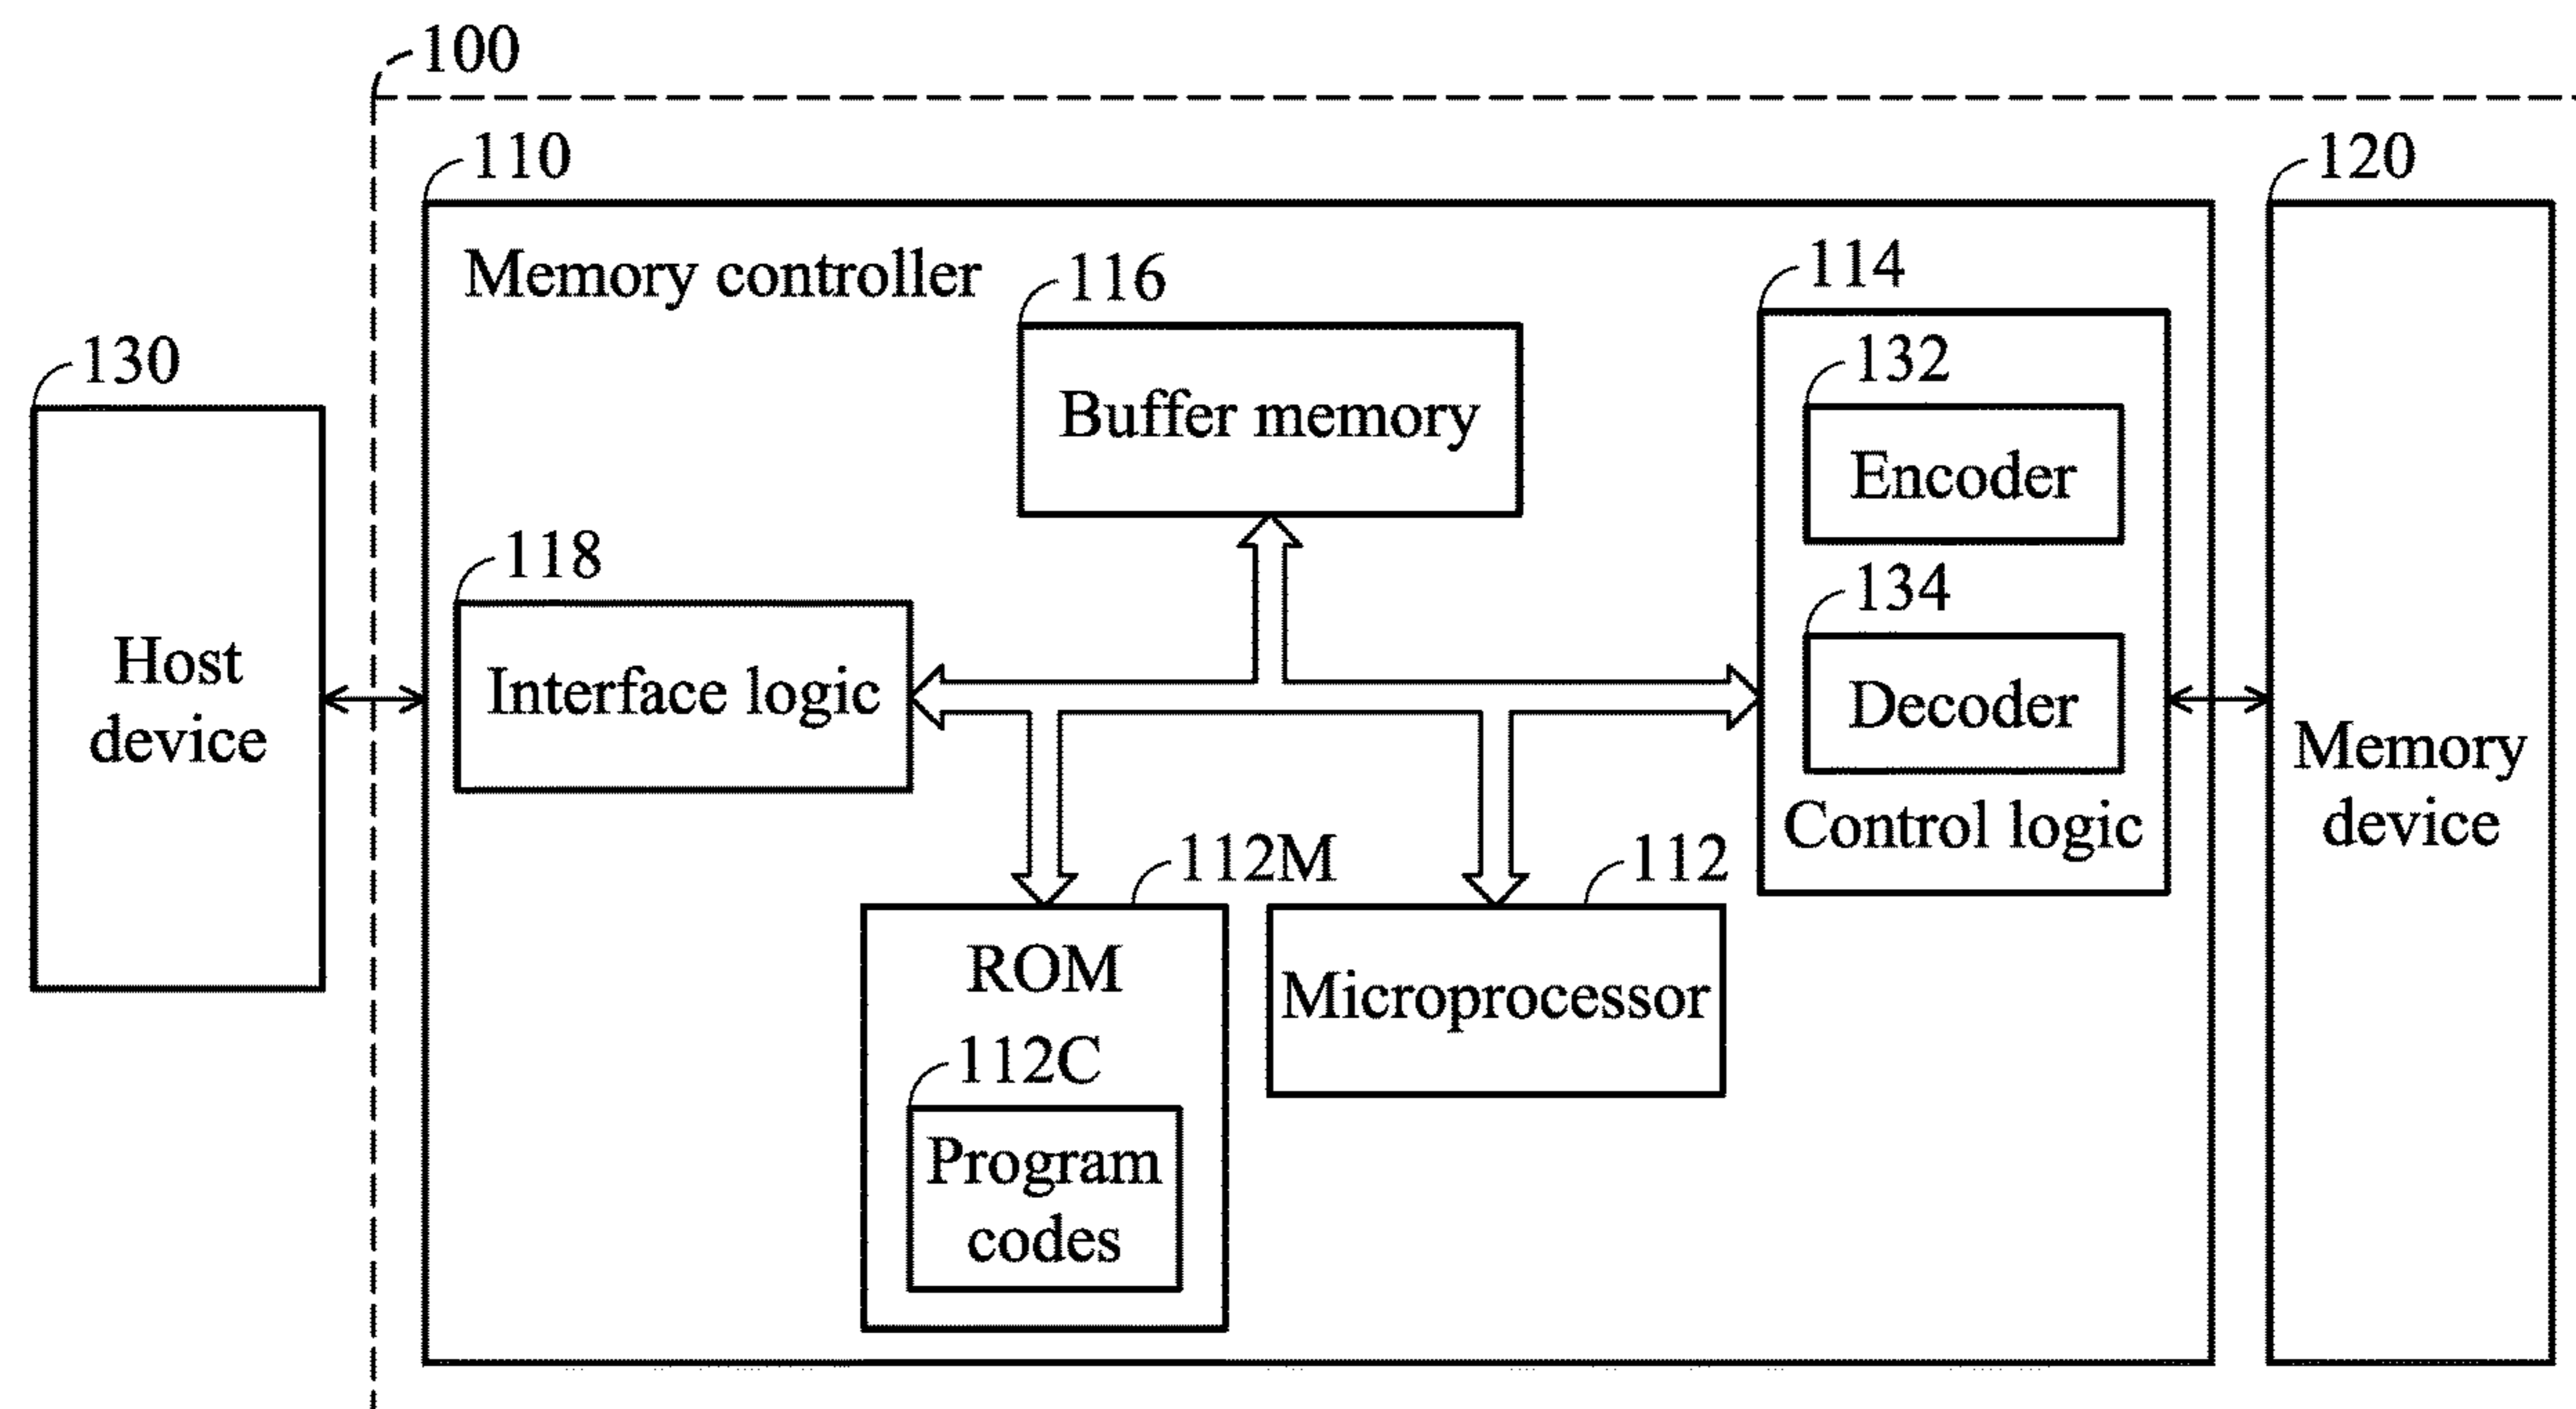 100
110
120
Memory controller
116
114
130
132
Buffer memory
Encoder
118
134
Host
device
Interface logic
Decoder
Memory
device
Control logic
112M
112
ROM
Microprocessor
112C
Program
codes